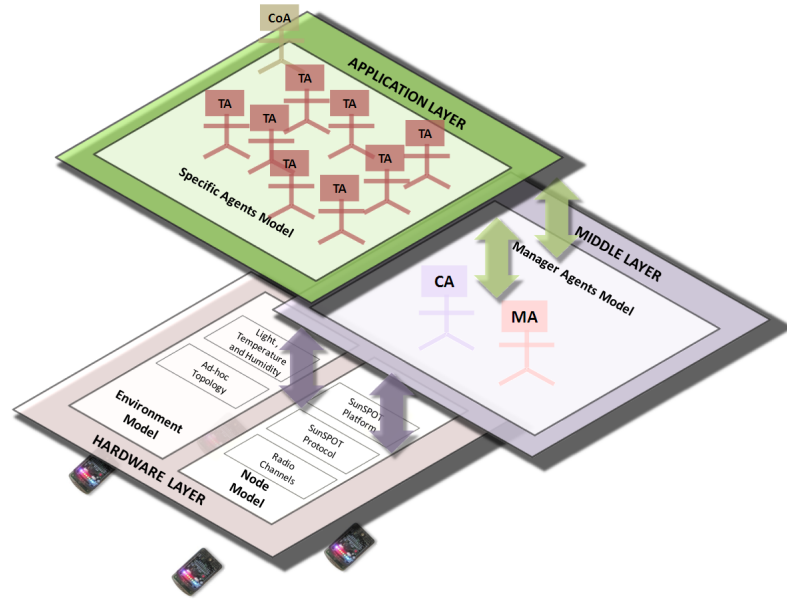 CoA
APPLICATION LAYER
TA
TA
TA
TA
TA
TA
TA
TA
TA
Specific Agents Model
MIDDLE LAYER
Manager Agents Model
CA
MA
Light,
Temperature
and Humidity
Ad-hoc
Topology
Environment
Model
SunSPOT
Platform
SunSPOT
Protocol
Radio
Channels
Node
Model
HARDWARE LAYER